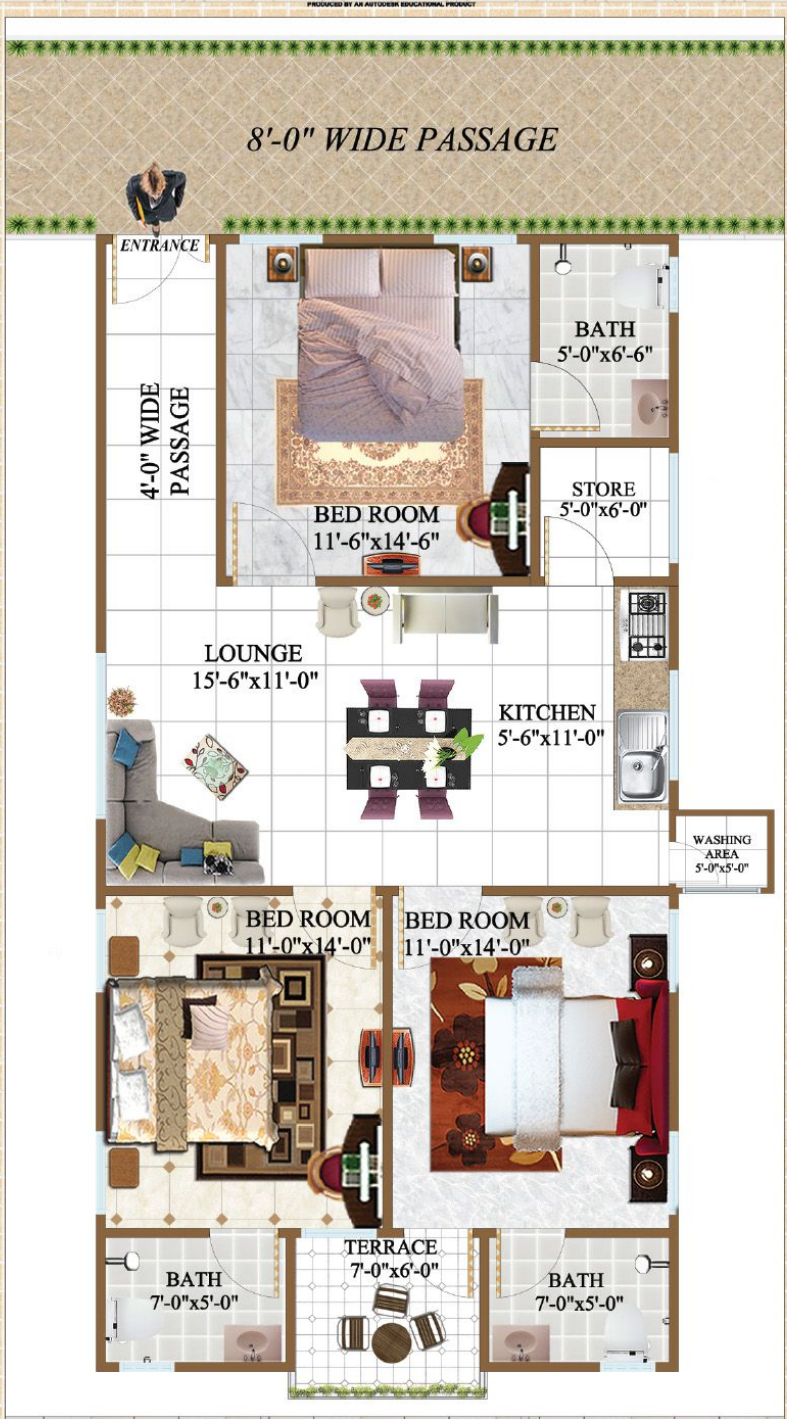 PRODUCED BY AN AUTODESK EDUCATIONAL PRODUCT
8'-0" WIDE PASSAGE
ENTRANCE
BATH
5'-0"x6'-6"
4'-0" WIDE
PASSAGE
STORE
5'-0"x6'-0"
BED ROOM
11'-6"x14'-6"
LOUNGE
15'-6"x11'-0"
KITCHEN
5'-6"x11'-0"
WASHING
AREA
5'-0"x5'-0"
BED ROOM
11'-0"x14'-0"
BED ROOM
11'-0"x14'-0"
TERRACE
7'-0"x6'-0"
BATH
7'-0"x5'-0"
BATH
7'-0"x5'-0"